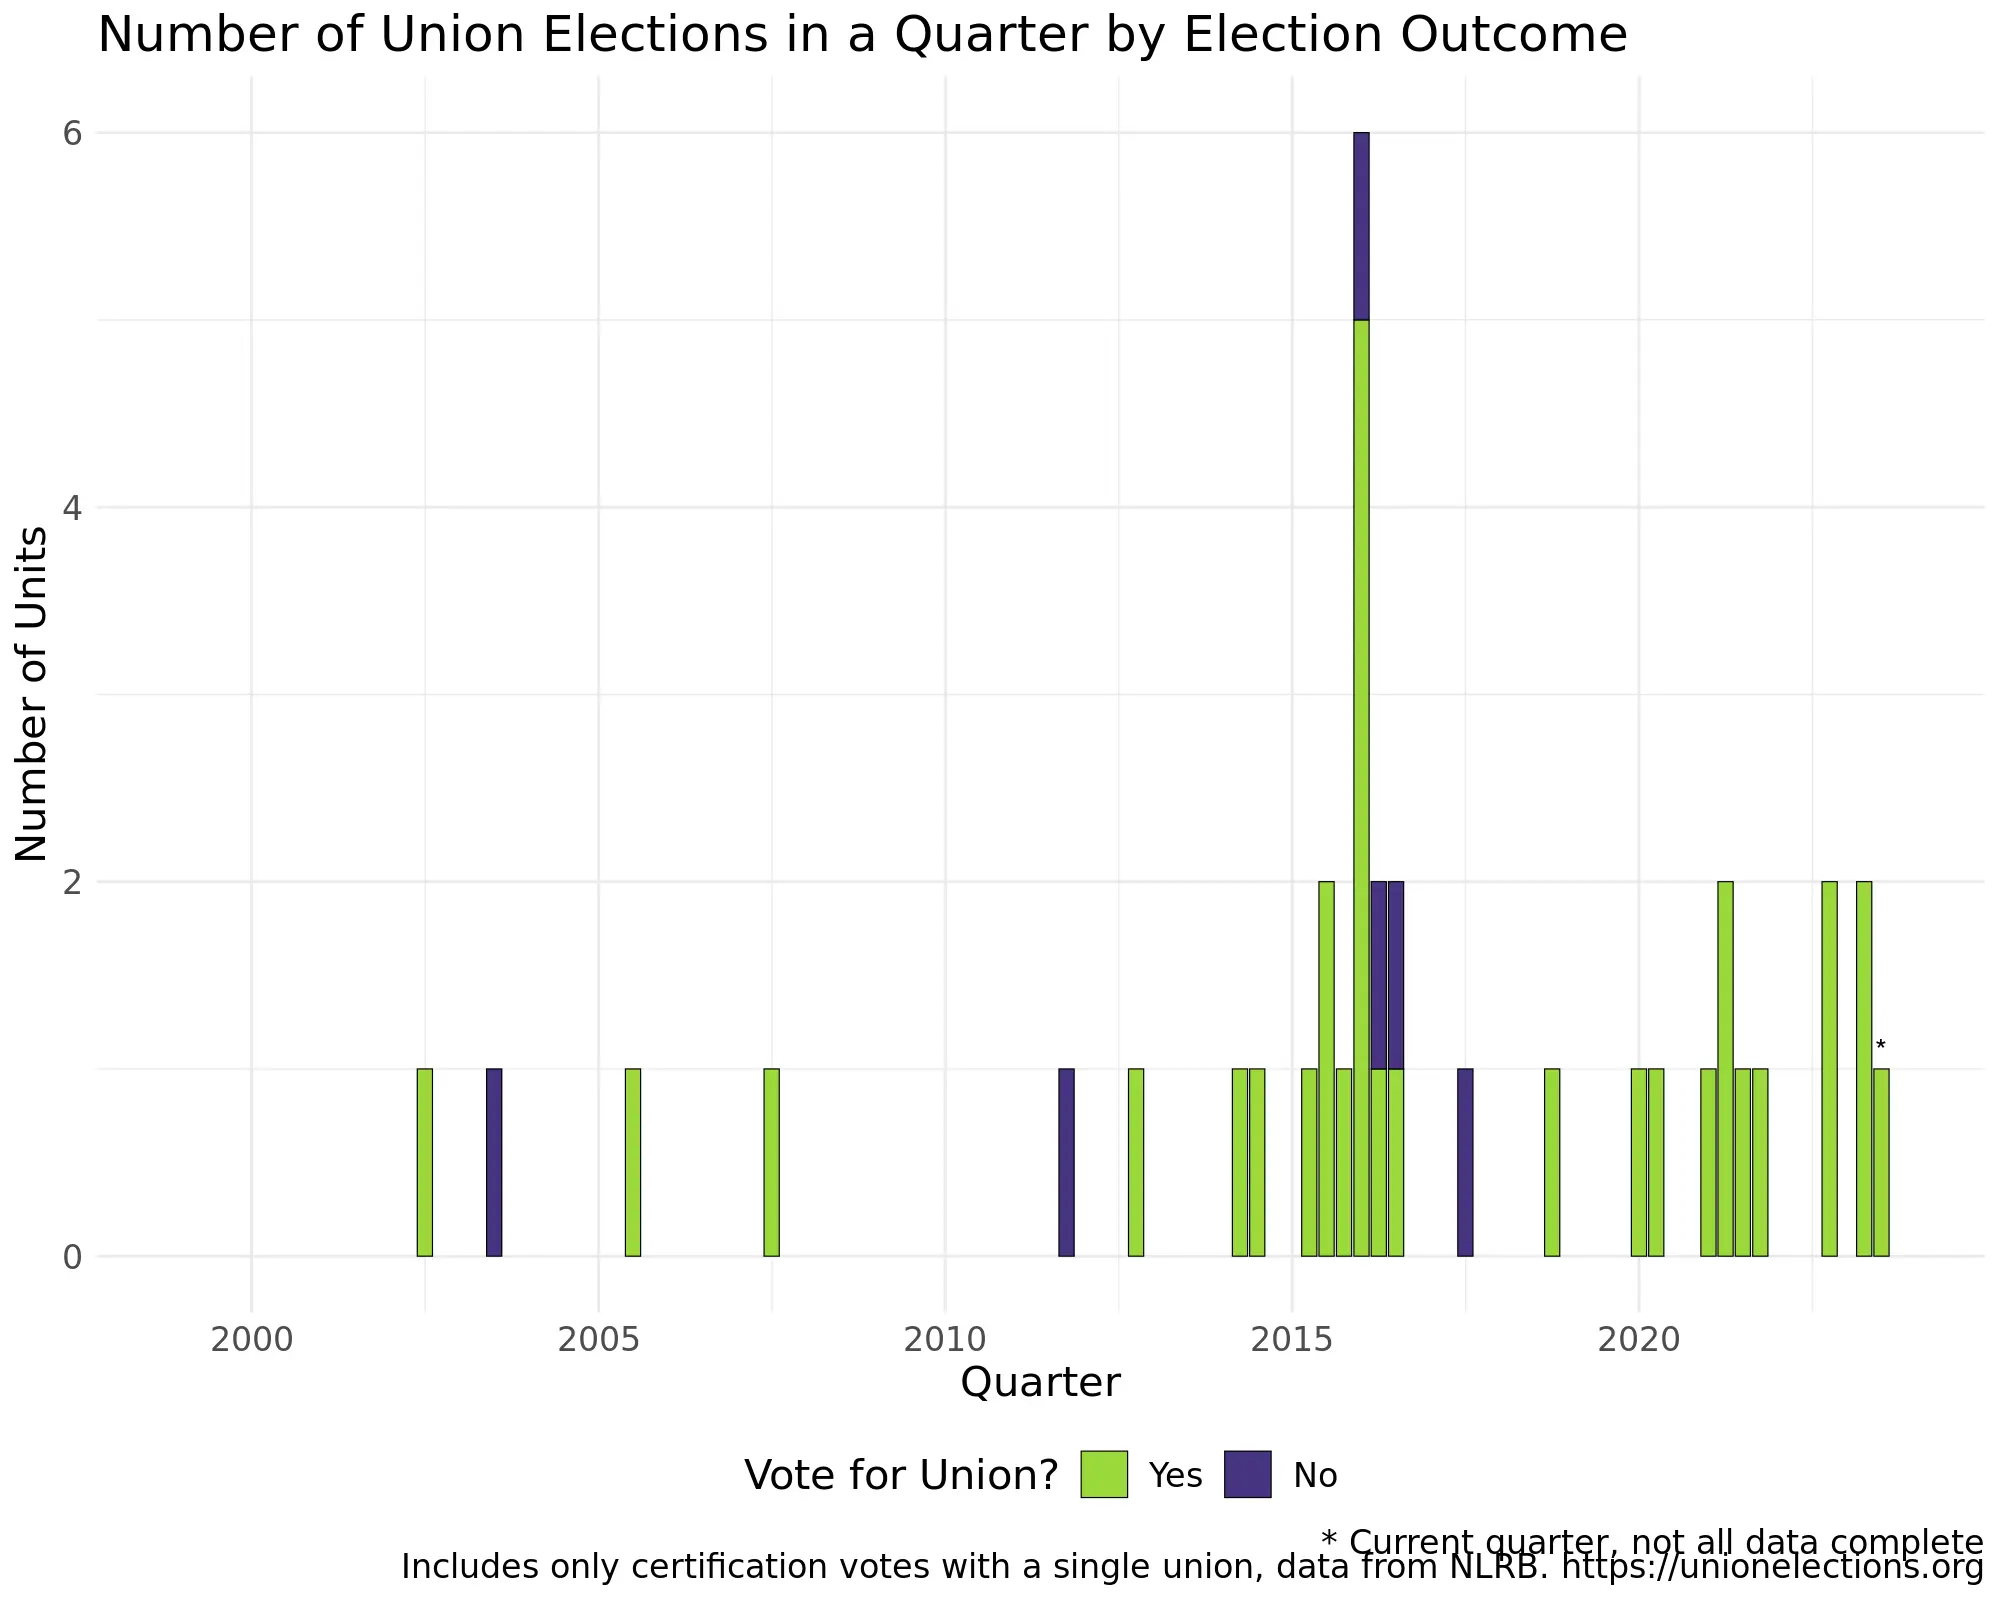 Number of Union Elections in a Quarter by Election Outcome
6
4
2
0
Number of Units
*
2000 2005 2010 2015 2020
Quarter
Vote for Union? Yes No
* Current quarter, not all data complete
Includes only certification votes with a single union, data from NLRB. https://unionelections.org